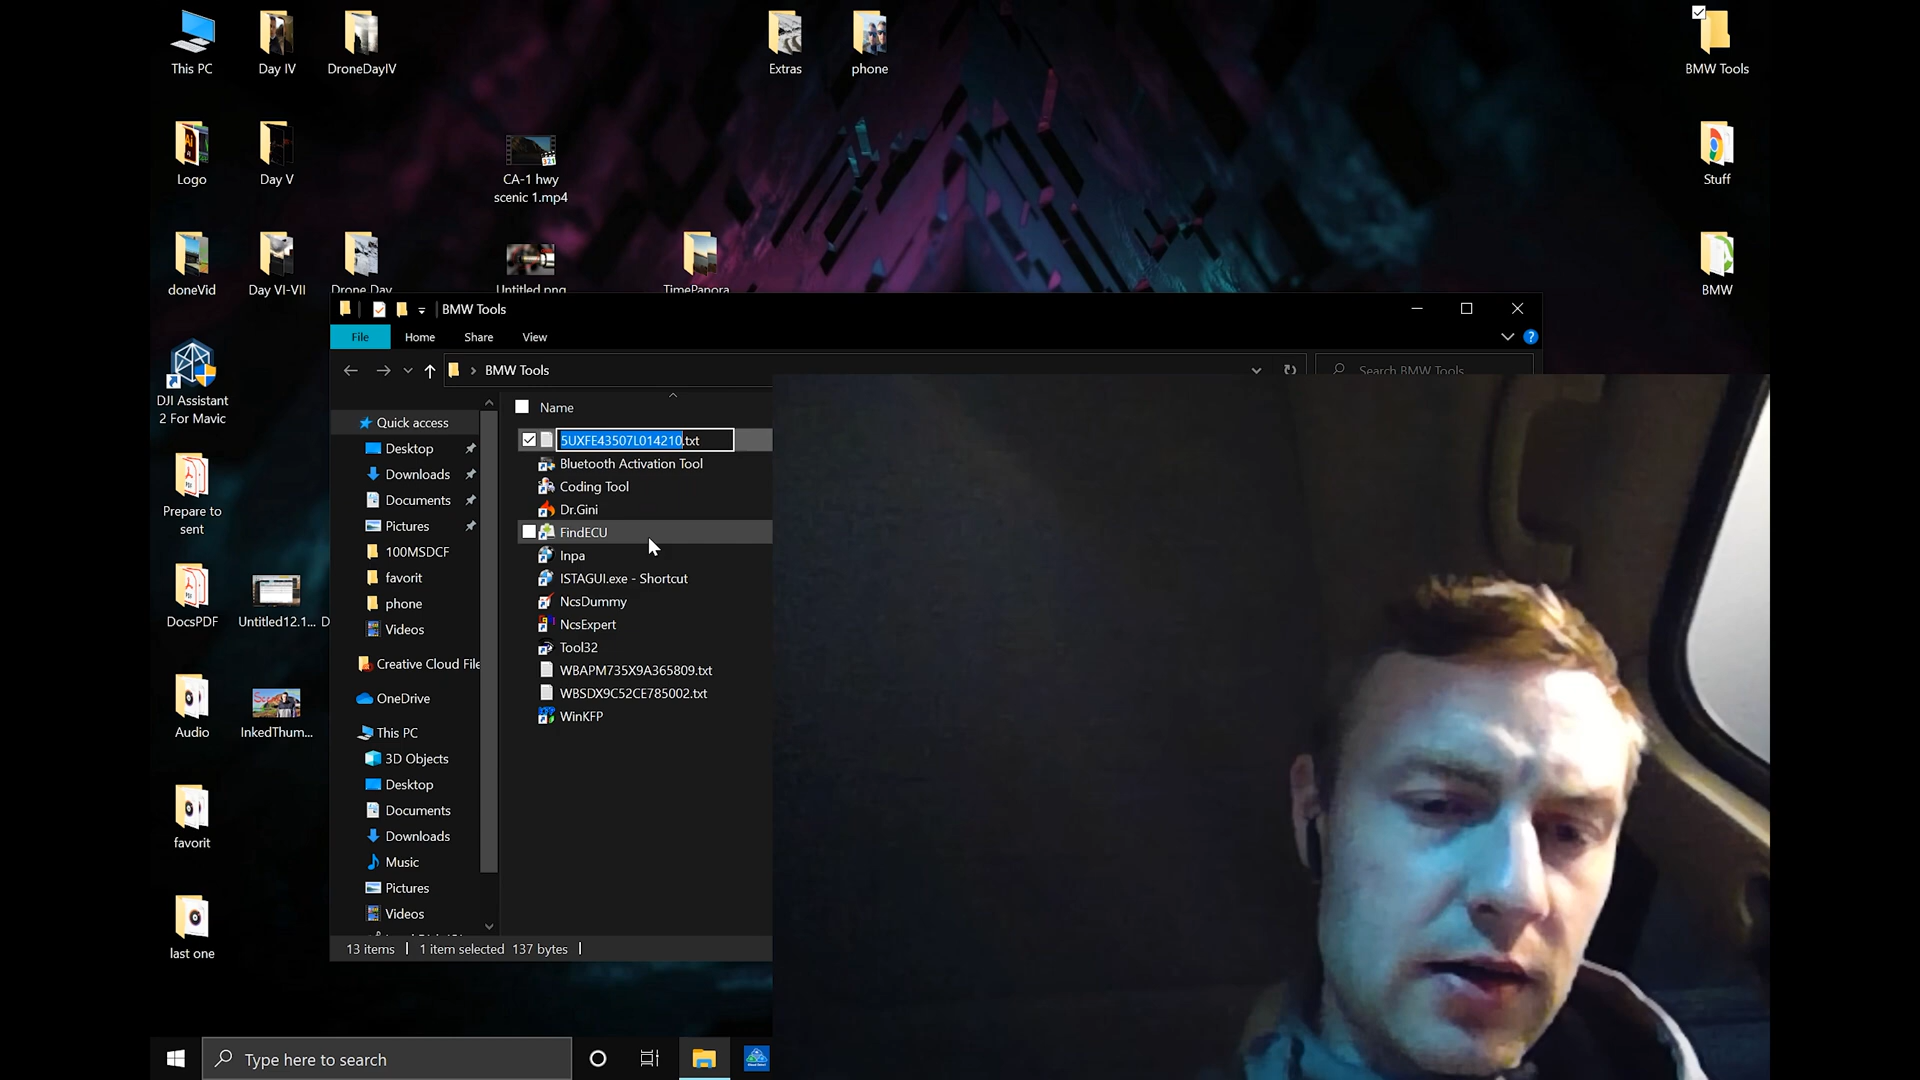 This PC
Day IV
DroneDayIV
Extras
phone
BMW Tools
Logo
Day V
CA-1 hwy
scenic 1.mp4
Stuff
doneVid
Day VI-VII
Drone Day
Untitled.png
TimePanora
BMW
DJI Assistant
2 For Mavic
Prepare to
sent
DocsPDF
Untitled12.1...
D
Audio
InkedThum...
favorit
last one
BMW Tools
File
Home
Share
View
BMW Tools
Search BMW Tools
Quick access
Desktop
Downloads
Documents
Pictures
100MSDCF
favorit
phone
Videos
Creative Cloud File
OneDrive
This PC
3D Objects
Desktop
Documents
Downloads
Music
Pictures
Videos
Name
5UXFE43507L014210.txt
Bluetooth Activation Tool
Coding Tool
Dr.Gini
FindECU
Inpa
ISTAGUI.exe - Shortcut
NcsDummy
NcsExpert
Tool32
WBAPM735X9A365809.txt
WBSDX9C52CE785002.txt
WinKFP
13 items
1 item selected 137 bytes
Type here to search